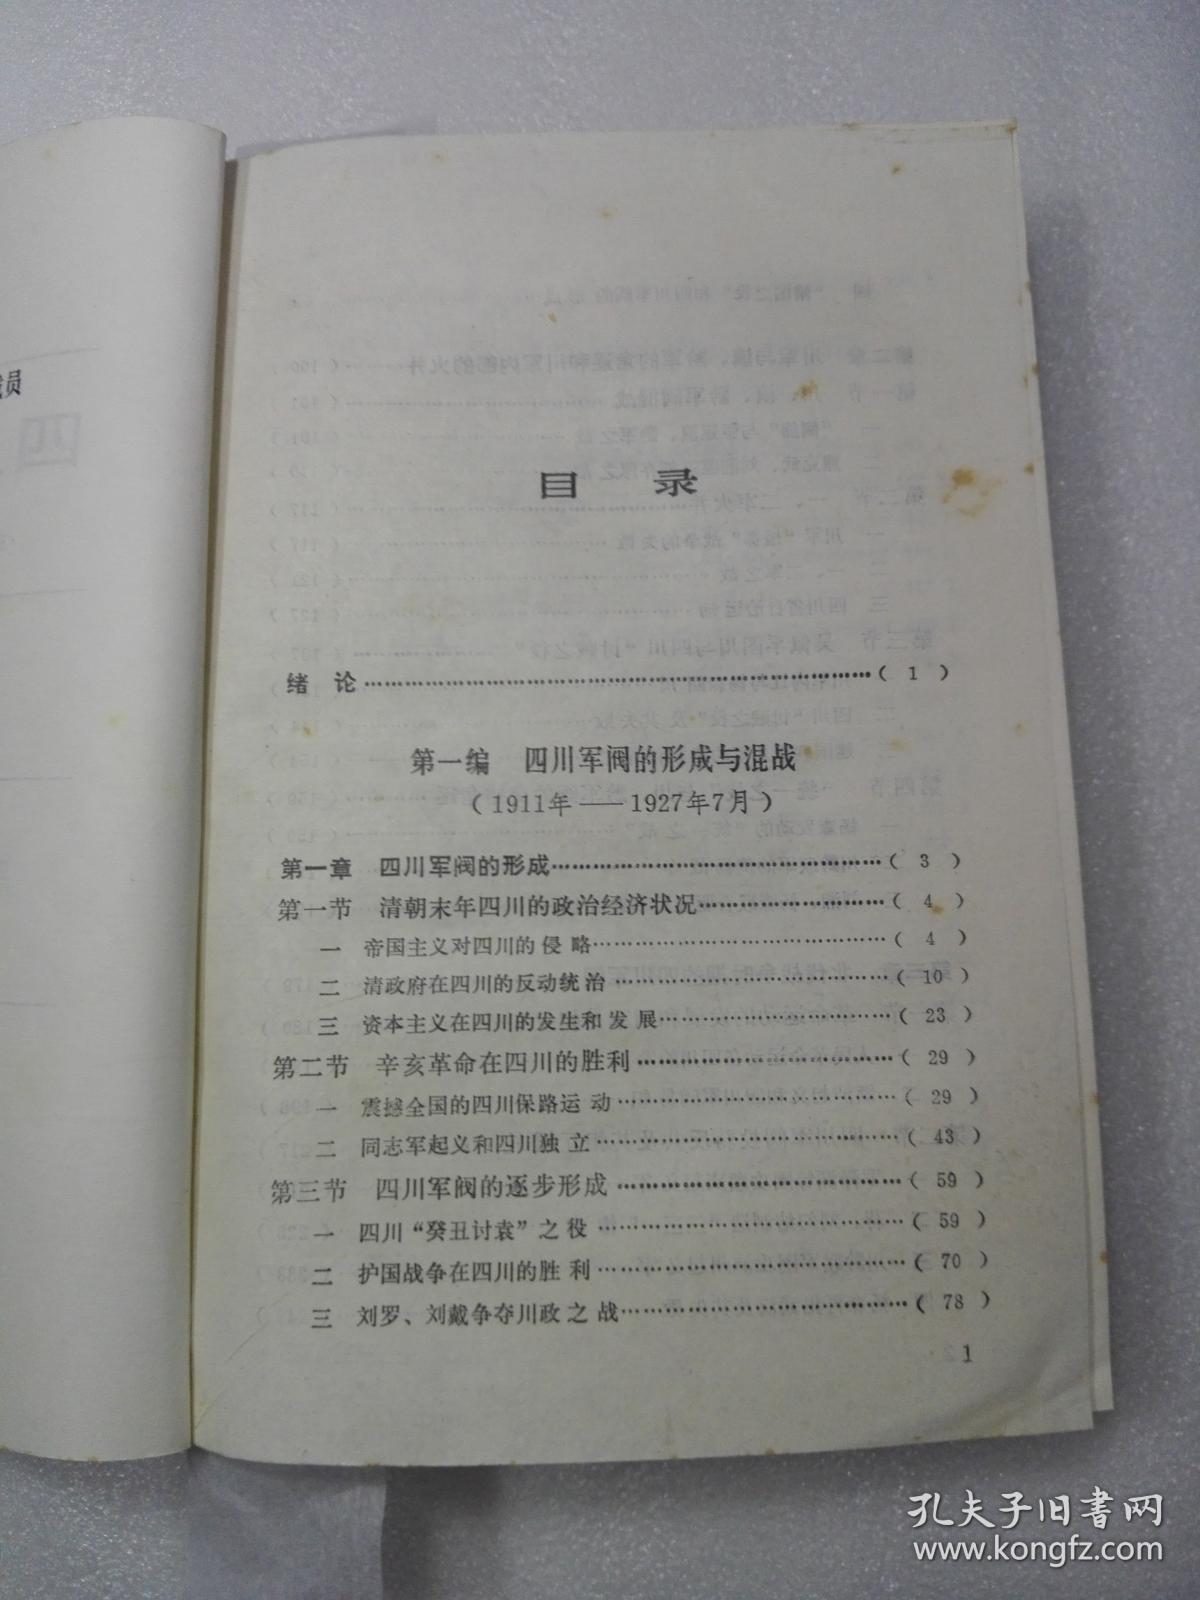 员
四
目 录
绪 论………………………………………( 1 )
第一编 四川军阀的形成与混战
(1911年——1927年7月)
第一章 四川军阀的形成………………………( 3 )
第一节 清朝末年四川的政治经济状况………………( 4 )
一 帝国主义对四川的侵略………………………( 4 )
二 清政府在四川的反动统治………………………( 10 )
三 资本主义在四川的发生和发展…………………( 23 )
第二节 辛亥革命在四川的胜利……………………( 29 )
一 震撼全国的四川保路运动………………………( 29 )
二 同志军起义和四川独立………………………( 43 )
第三节 四川军阀的逐步形成………………………( 59 )
一 四川“癸丑讨袁”之役………………………( 59 )
二 护国战争在四川的胜利………………………( 70 )
三 刘罗、刘戴争夺川政之战……………………( 78 )
1
孔夫子旧书网
www.kongfz.com